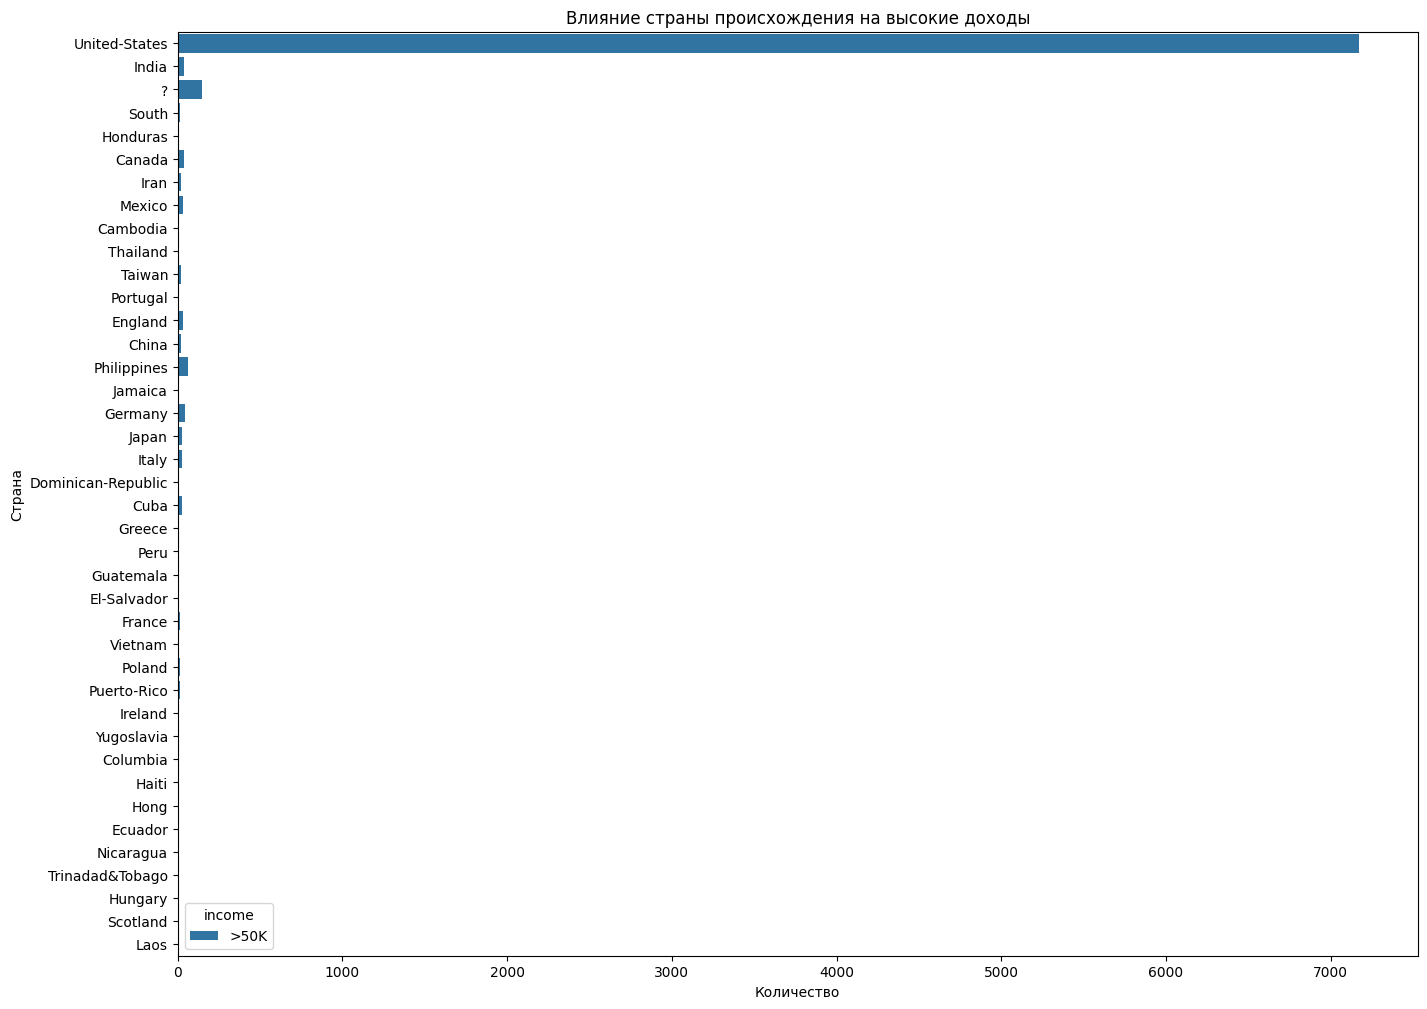 Влияние страны происхождения на высокие доходы
United-States
India
?
South
Honduras
Canada
Iran
Mexico
Cambodia
Thailand
Taiwan
Portugal
England
China
Philippines
Jamaica
Germany
Japan
Italy
Dominican-Republic
Cuba
Greece
Peru
Guatemala
El-Salvador
France
Vietnam
Poland
Puerto-Rico
Ireland
Yugoslavia
Columbia
Haiti
Hong
Ecuador
Nicaragua
Trinadad&Tobago
Hungary
Scotland
Laos
Страна
income
>50K
0 1000 2000 3000 4000 5000 6000 7000
Количество